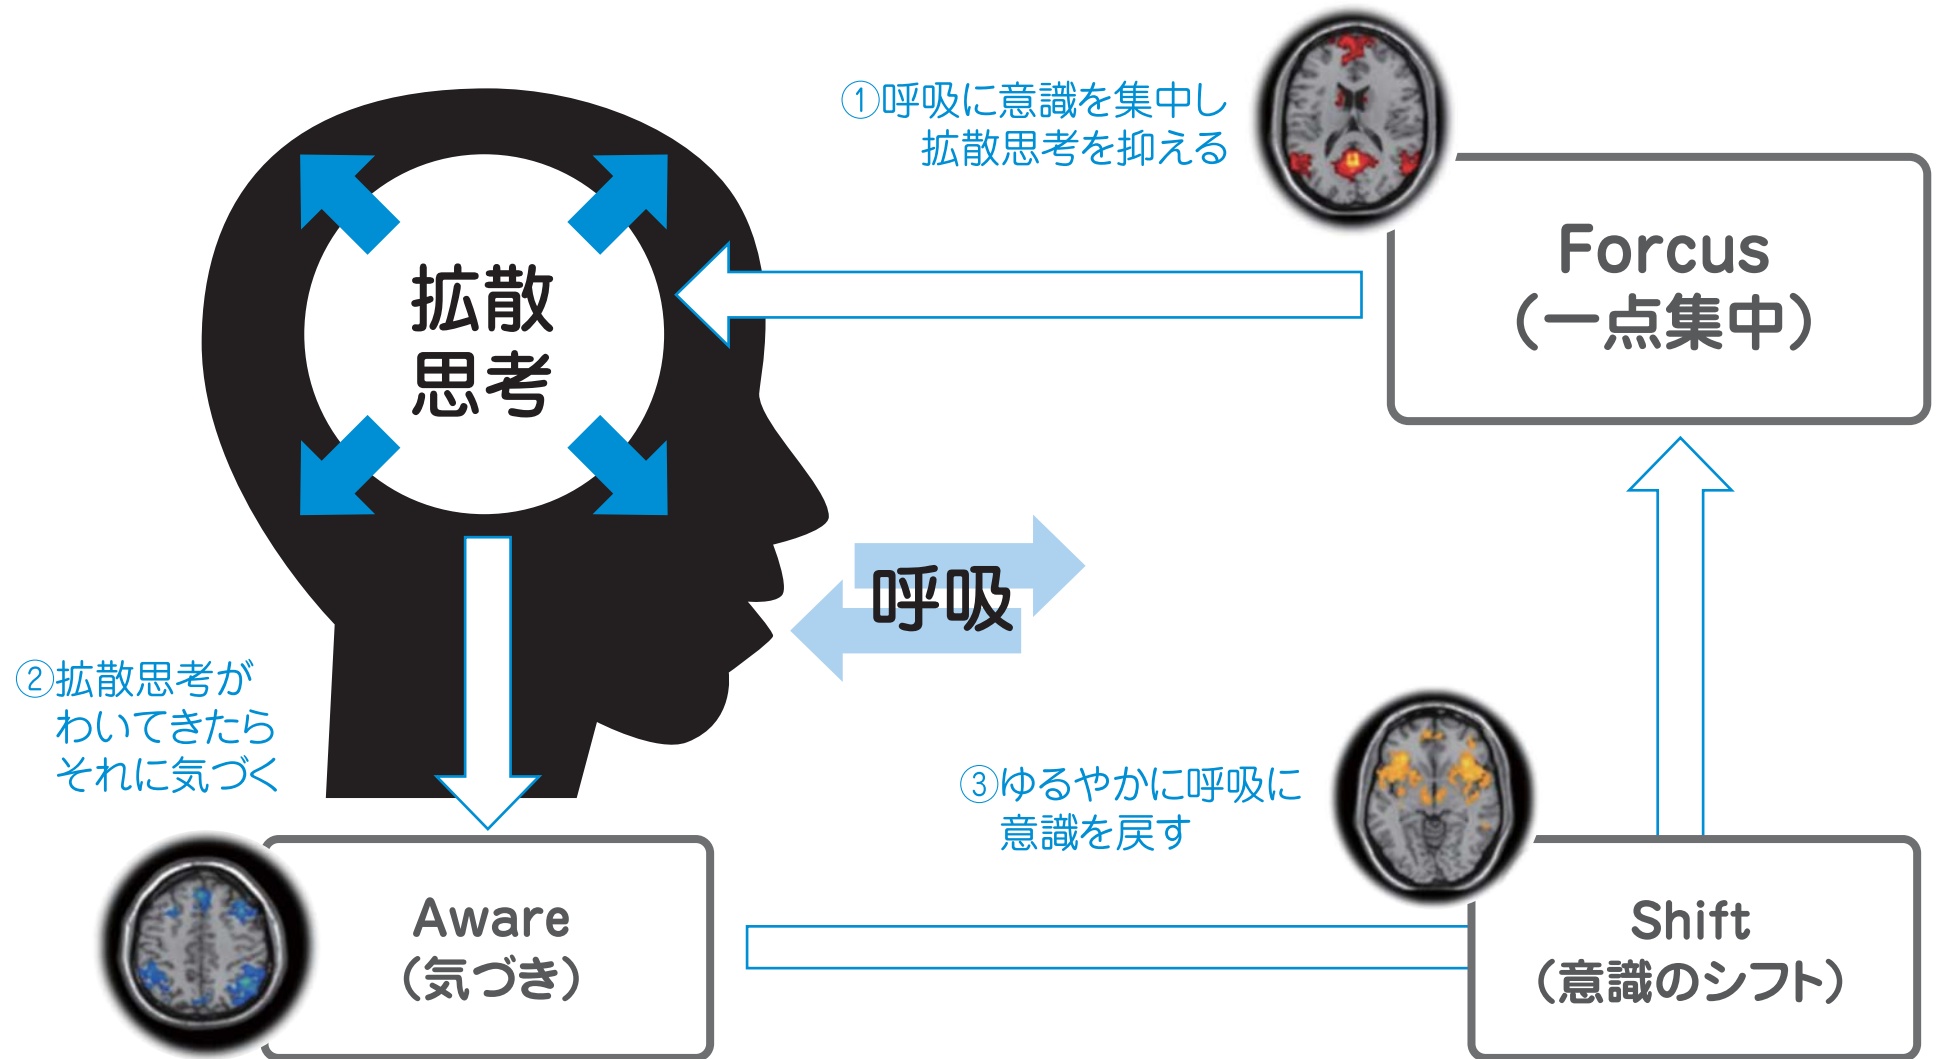 ①呼吸に意識を集中し
拡散思考を抑える
Forcus
（一点集中）
拡散
思考
呼吸
②拡散思考が
わいてきたら
それに気づく
③ゆるやかに呼吸に
意識を戻す
Aware
（気づき）
Shift
（意識のシフト）